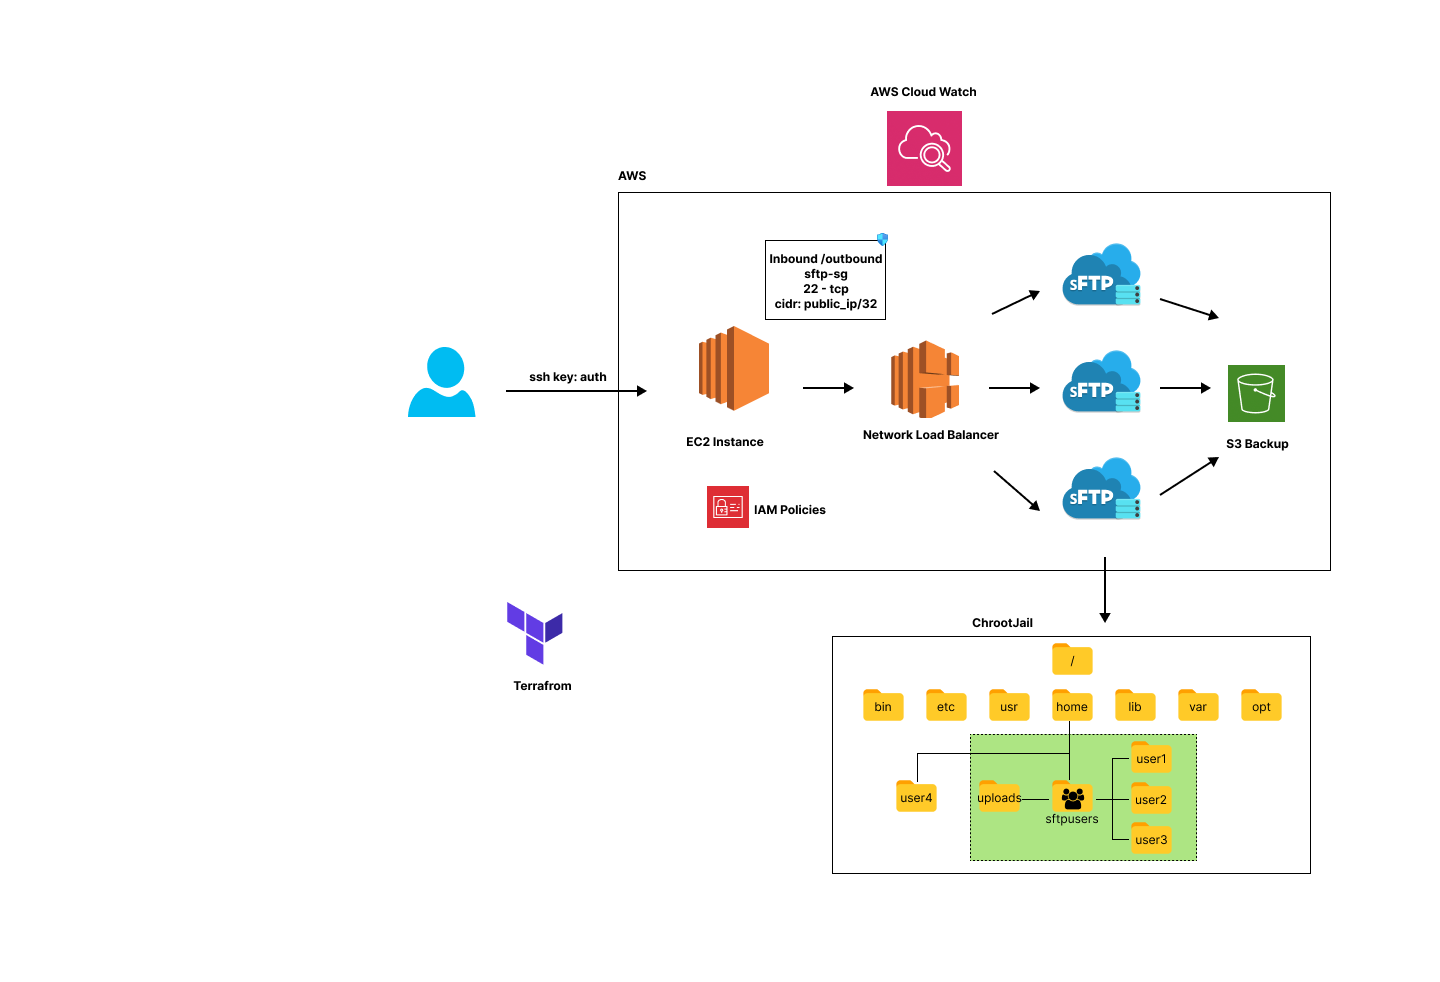 AWS Cloud Watch
AWS
Inbound /outbound
sftp-sg
22 - tcp
cidr: public_ip/32
sFTP
ssh key: auth
sFTP
EC2 Instance
Network Load Balancer
S3 Backup
sFTP
IAM Policies
ChrootJail
Terrafrom
/
bin
etc
usr
home
lib
var
opt
user1
user4
uploads
user2
sftpusers
user3